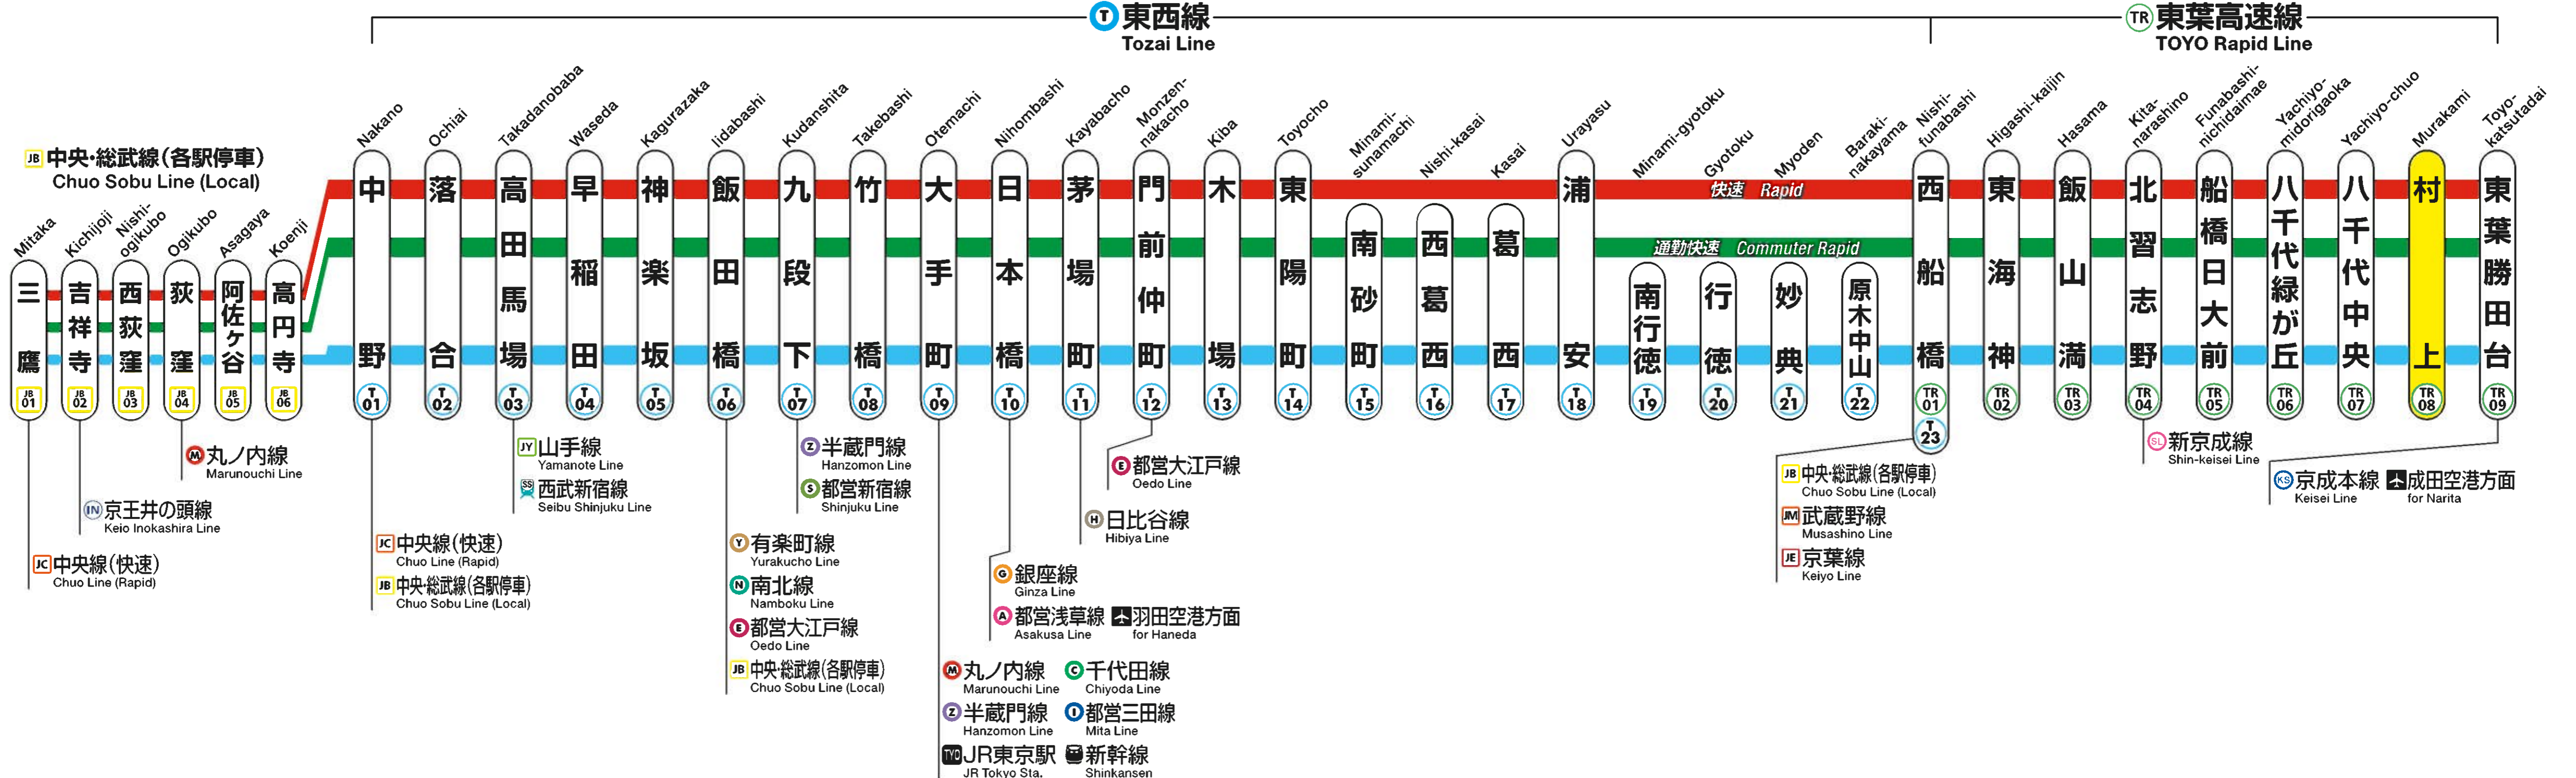 T 東西線
Tozai Line
TR 東葉高速線
TOYO Rapid Line
JB 中央・総武線(各駅停車)
Chuo Sobu Line (Local)
Mitaka
三鷹
JB 01
Kichijoji
吉祥寺
JB 02
Nishi-
ogikubo
西荻窪
JB 03
Ogikubo
荻窪
JB 04
Asagaya
阿佐ヶ谷
JB 05
Koenji
高円寺
JB 06
Nakano
中野
T 01
Ochiai
落合
T 02
Takadanobaba
高田馬場
T 03
Waseda
早稲田
T 04
Kagurazaka
神楽坂
T 05
Iidabashi
飯田橋
T 06
Kudanshita
九段下
T 07
Takebashi
竹橋
T 08
Otemachi
大手町
T 09
Nihombashi
日本橋
T 10
Kayabacho
茅場町
T 11
Monzen-
nakacho
門前仲町
T 12
Kiba
木場
T 13
Toyocho
東陽町
T 14
Minami-
sunamachi
南砂町
T 15
Nishi-kasai
西葛西
T 16
Kasai
葛西
T 17
Urayasu
浦安
T 18
快速 Rapid
通勤快速 Commuter Rapid
Minami-gyotoku
南行徳
T 19
Gyotoku
行徳
T 20
Myoden
妙典
T 21
Baraki-
nakayama
原木中山
T 22
Nishi-
funabashi
西船橋
TR 01
T 23
Higashi-kaijin
東海神
TR 02
Hasama
飯山満
TR 03
Kita-
narashino
北習志野
TR 04
Funabashi-
nichidaimae
船橋日大前
TR 05
Yachiyo-
midorigaoka
八千代緑が丘
TR 06
Yachiyo-chuo
八千代中央
TR 07
Murakami
村上
TR 08
Toyo-
katsutadai
東葉勝田台
TR 09
JC 中央線(快速)
Chuo Line (Rapid)
IN 京王井の頭線
Keio Inokashira Line
M 丸ノ内線
Marunouchi Line
JC 中央線(快速)
Chuo Line (Rapid)
JB 中央・総武線(各駅停車)
Chuo Sobu Line (Local)
JY 山手線
Yamanote Line
SS 西武新宿線
Seibu Shinjuku Line
Y 有楽町線
Yurakucho Line
N 南北線
Namboku Line
E 都営大江戸線
Oedo Line
JB 中央・総武線(各駅停車)
Chuo Sobu Line (Local)
Z 半蔵門線
Hanzomon Line
S 都営新宿線
Shinjuku Line
M 丸ノ内線
Marunouchi Line
C 千代田線
Chiyoda Line
Z 半蔵門線
Hanzomon Line
I 都営三田線
Mita Line
TYO JR東京駅
JR Tokyo Sta.
新幹線
Shinkansen
G 銀座線
Ginza Line
A 都営浅草線
Asakusa Line
羽田空港方面
for Haneda
H 日比谷線
Hibiya Line
E 都営大江戸線
Oedo Line
JB 中央・総武線(各駅停車)
Chuo Sobu Line (Local)
JM 武蔵野線
Musashino Line
JE 京葉線
Keiyo Line
SL 新京成線
Shin-keisei Line
KS 京成本線
Keisei Line
成田空港方面
for Narita